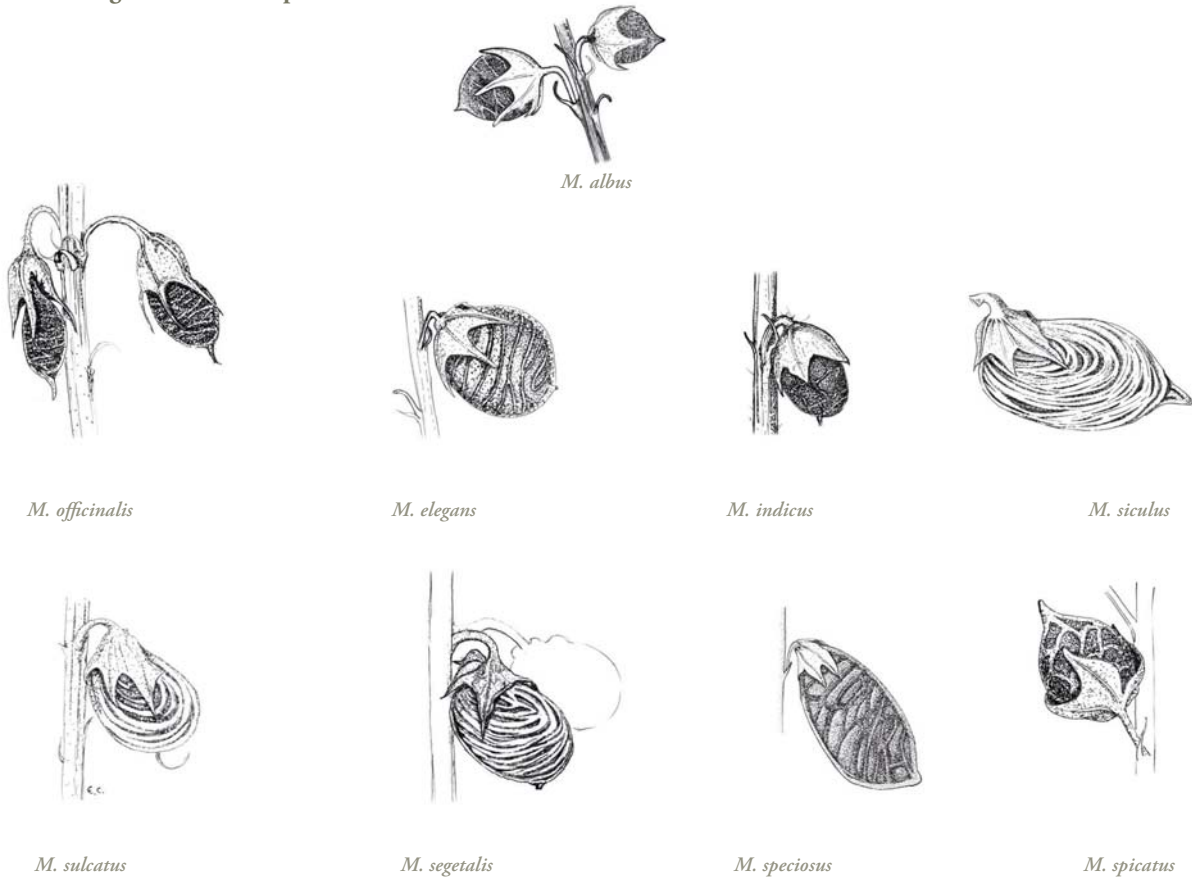 M. albus
M. officinalis
M. elegans
M. indicus
M. siculus
E.C.
M. sulcatus
M. segetalis
M. speciosus
M. spicatus